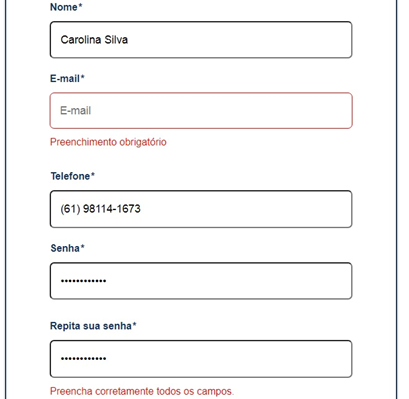 Nome*
Carolina Silva
E-mail*
E-mail
Preenchimento obrigatório
Telefone*
(61) 98114-1673
Senha*
••••••••••••
Repita sua senha*
••••••••••••
Preencha corretamente todos os campos.